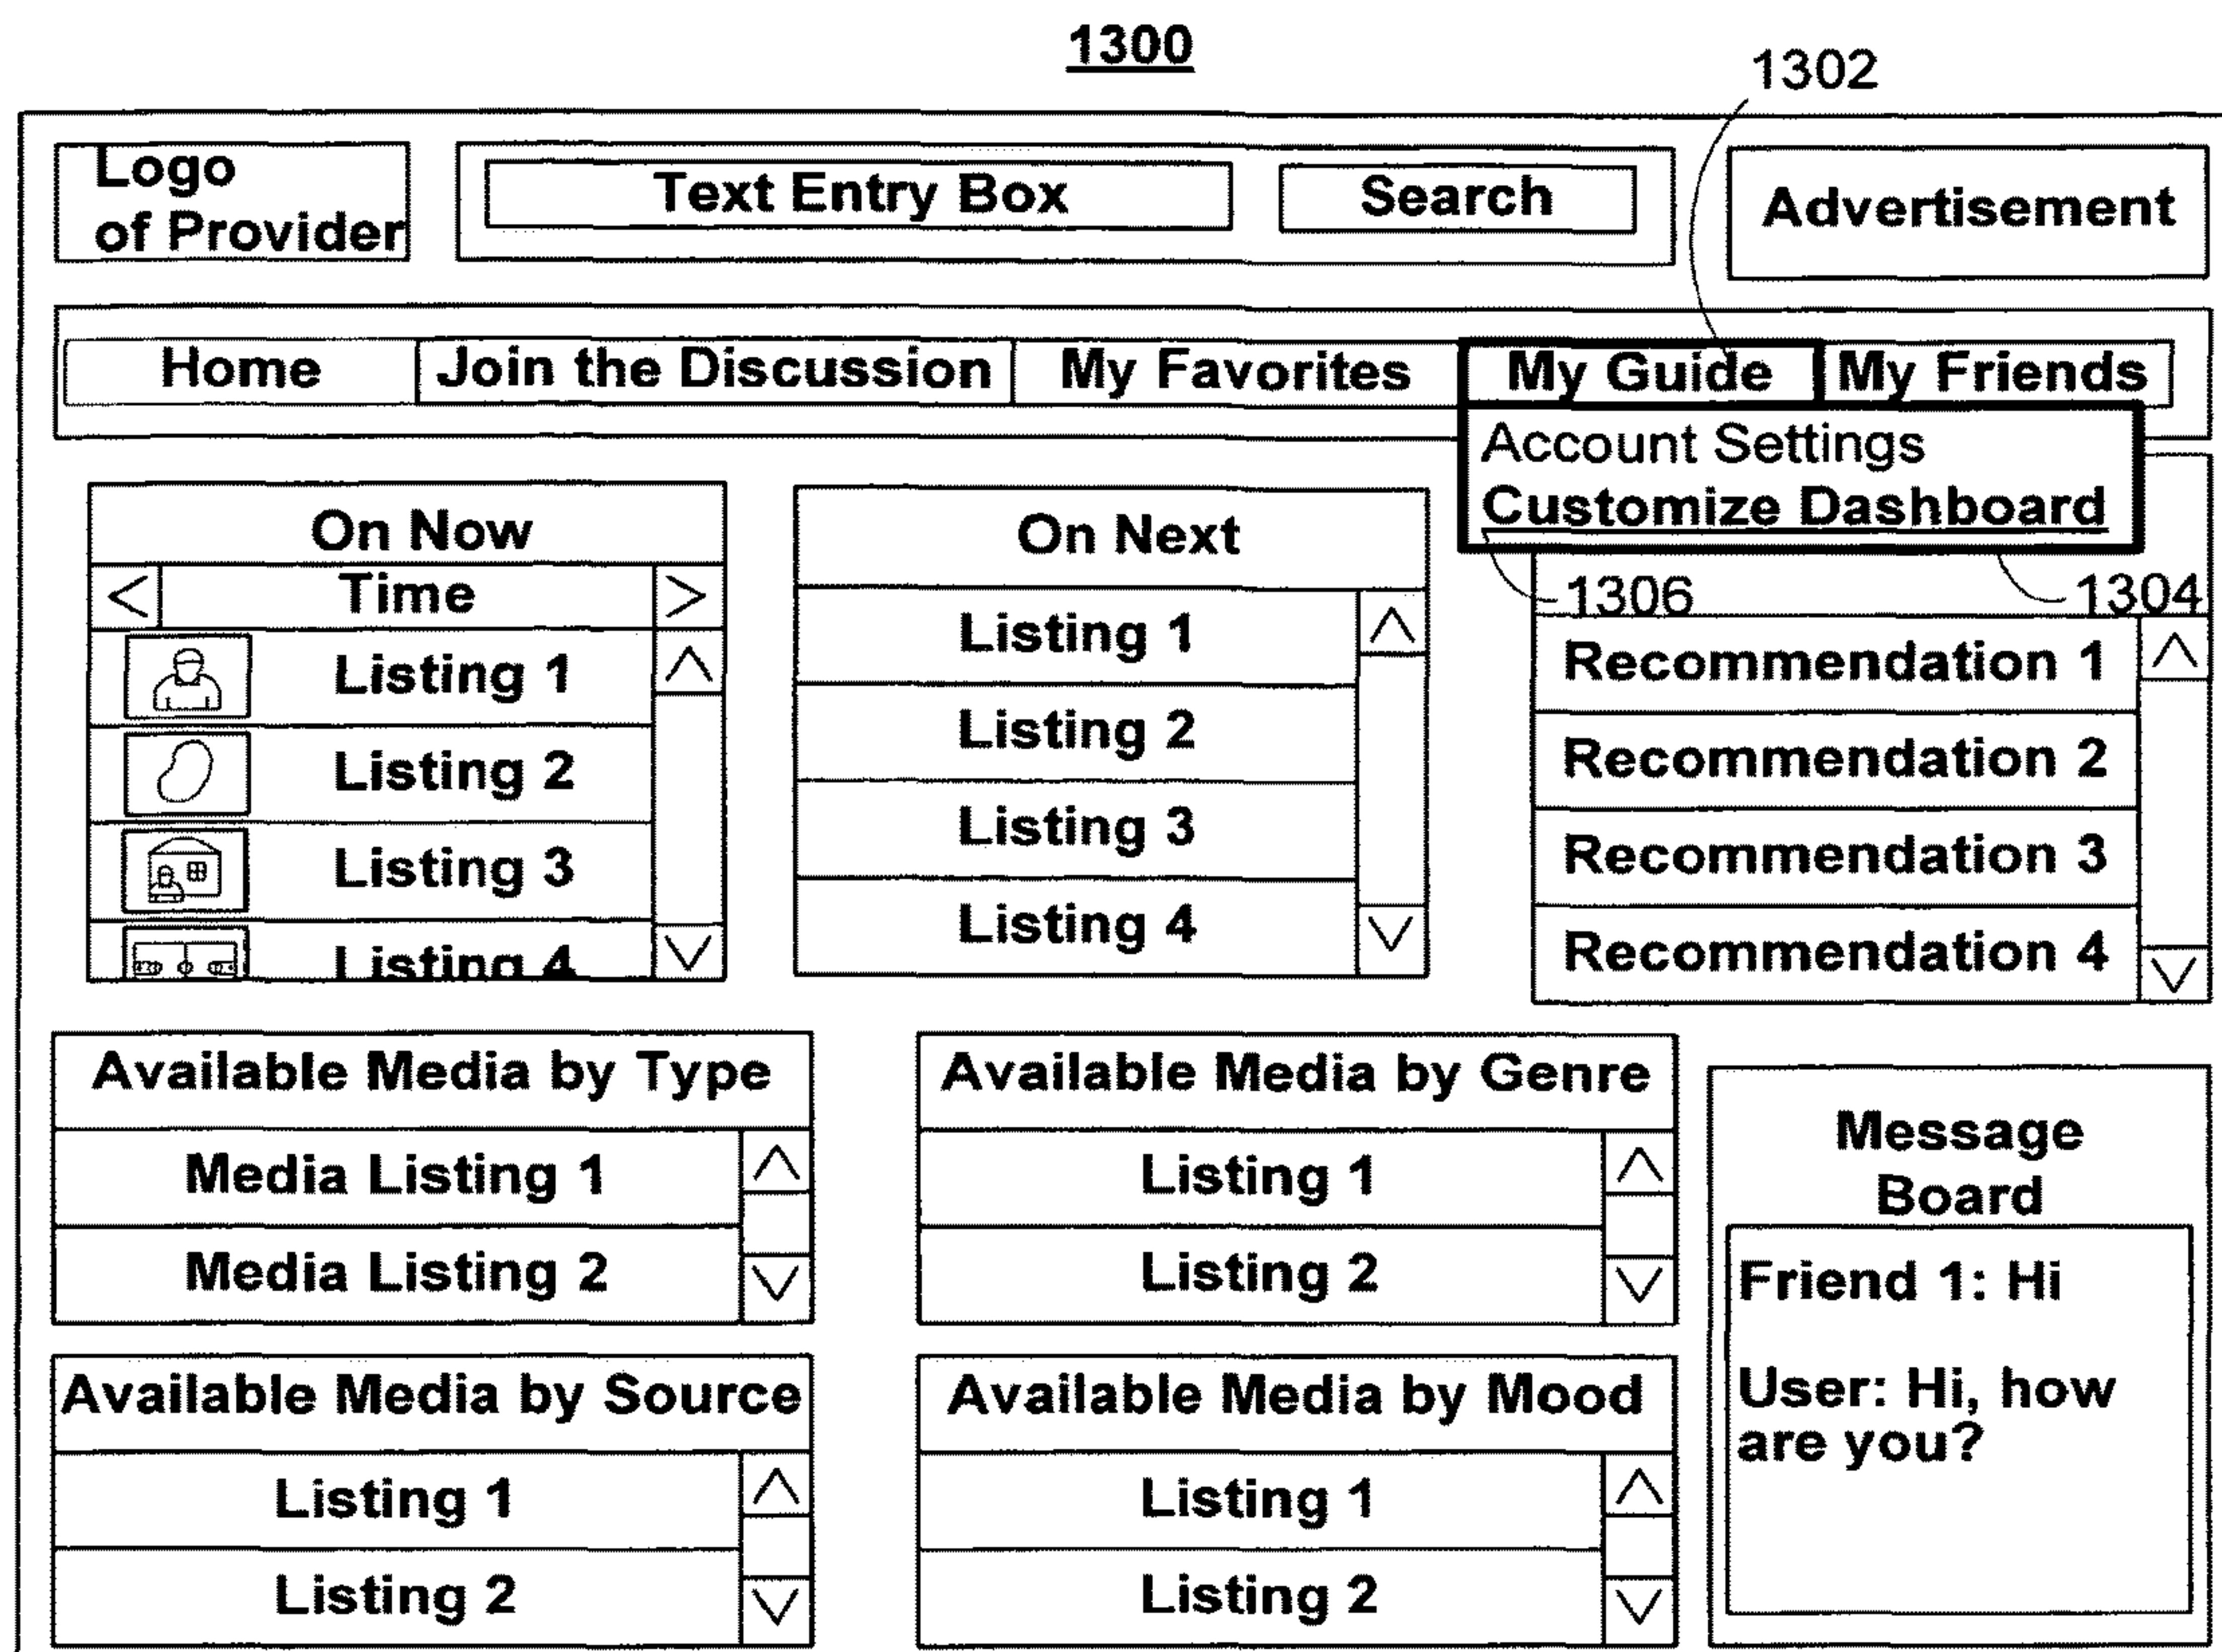 1300
1302
Logo
of Provider
Text Entry Box
Search
Advertisement
Home
Join the Discussion
My Favorites
My Guide
My Friends
Account Settings
Customize Dashboard
1306
1304
On Now
<
Time
>
Listing 1
Listing 2
Listing 3
Listing 4
On Next
Listing 1
Listing 2
Listing 3
Listing 4
Recommendation 1
Recommendation 2
Recommendation 3
Recommendation 4
Available Media by Type
Media Listing 1
Media Listing 2
Available Media by Genre
Listing 1
Listing 2
Message
Board
Friend 1: Hi
User: Hi, how
are you?
Available Media by Source
Listing 1
Listing 2
Available Media by Mood
Listing 1
Listing 2